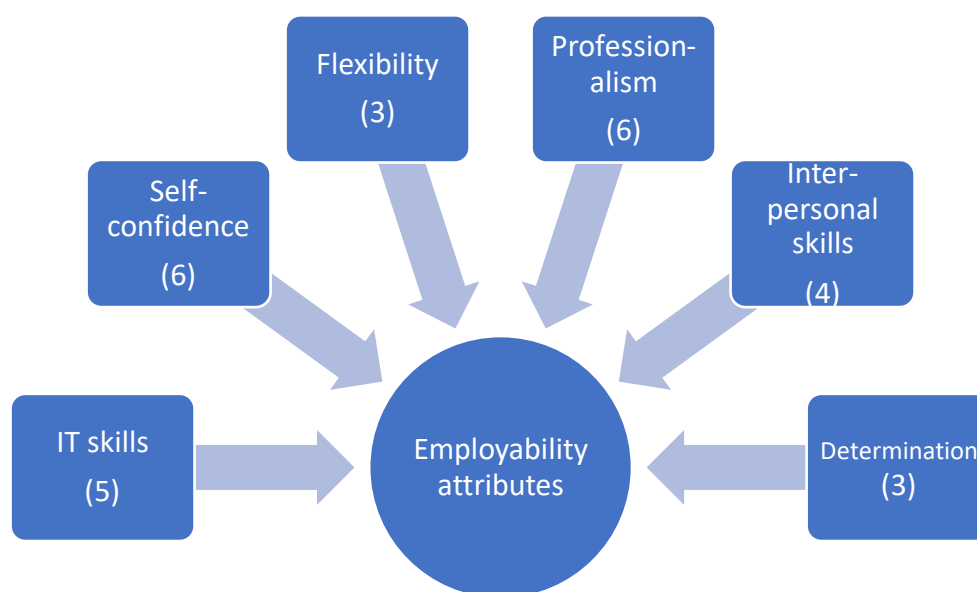 Flexibility
(3)
Profession-
alism
(6)
Self-
confidence
(6)
Inter-
personal
skills
(4)
IT skills
(5)
Employability
attributes
Determination
(3)